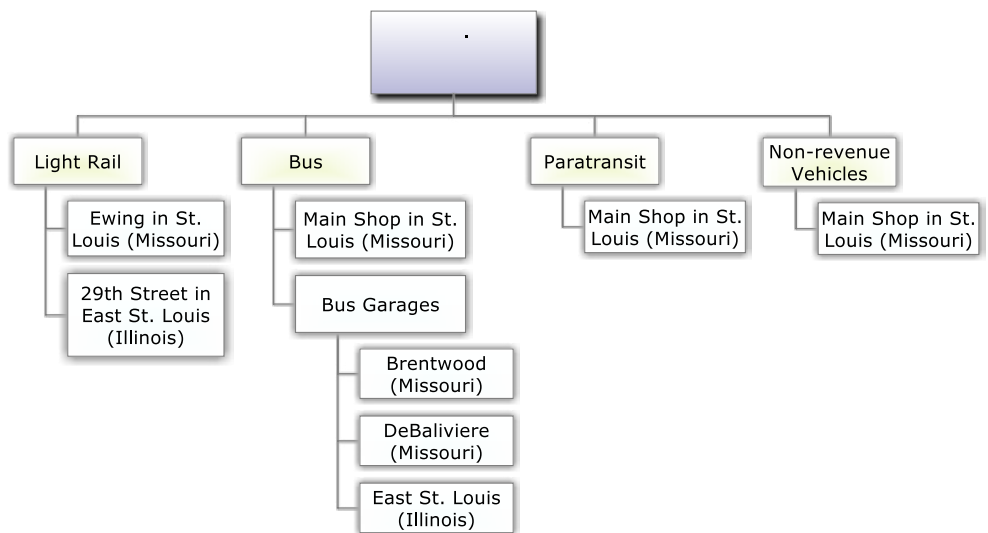 Light Rail
Bus
Paratransit
Non-revenue
Vehicles
Ewing in St.
Louis (Missouri)
29th Street in
East St. Louis
(Illinois)
Main Shop in St.
Louis (Missouri)
Bus Garages
Brentwood
(Missouri)
DeBaliviere
(Missouri)
East St. Louis
(Illinois)
Main Shop in St.
Louis (Missouri)
Main Shop in St.
Louis (Missouri)